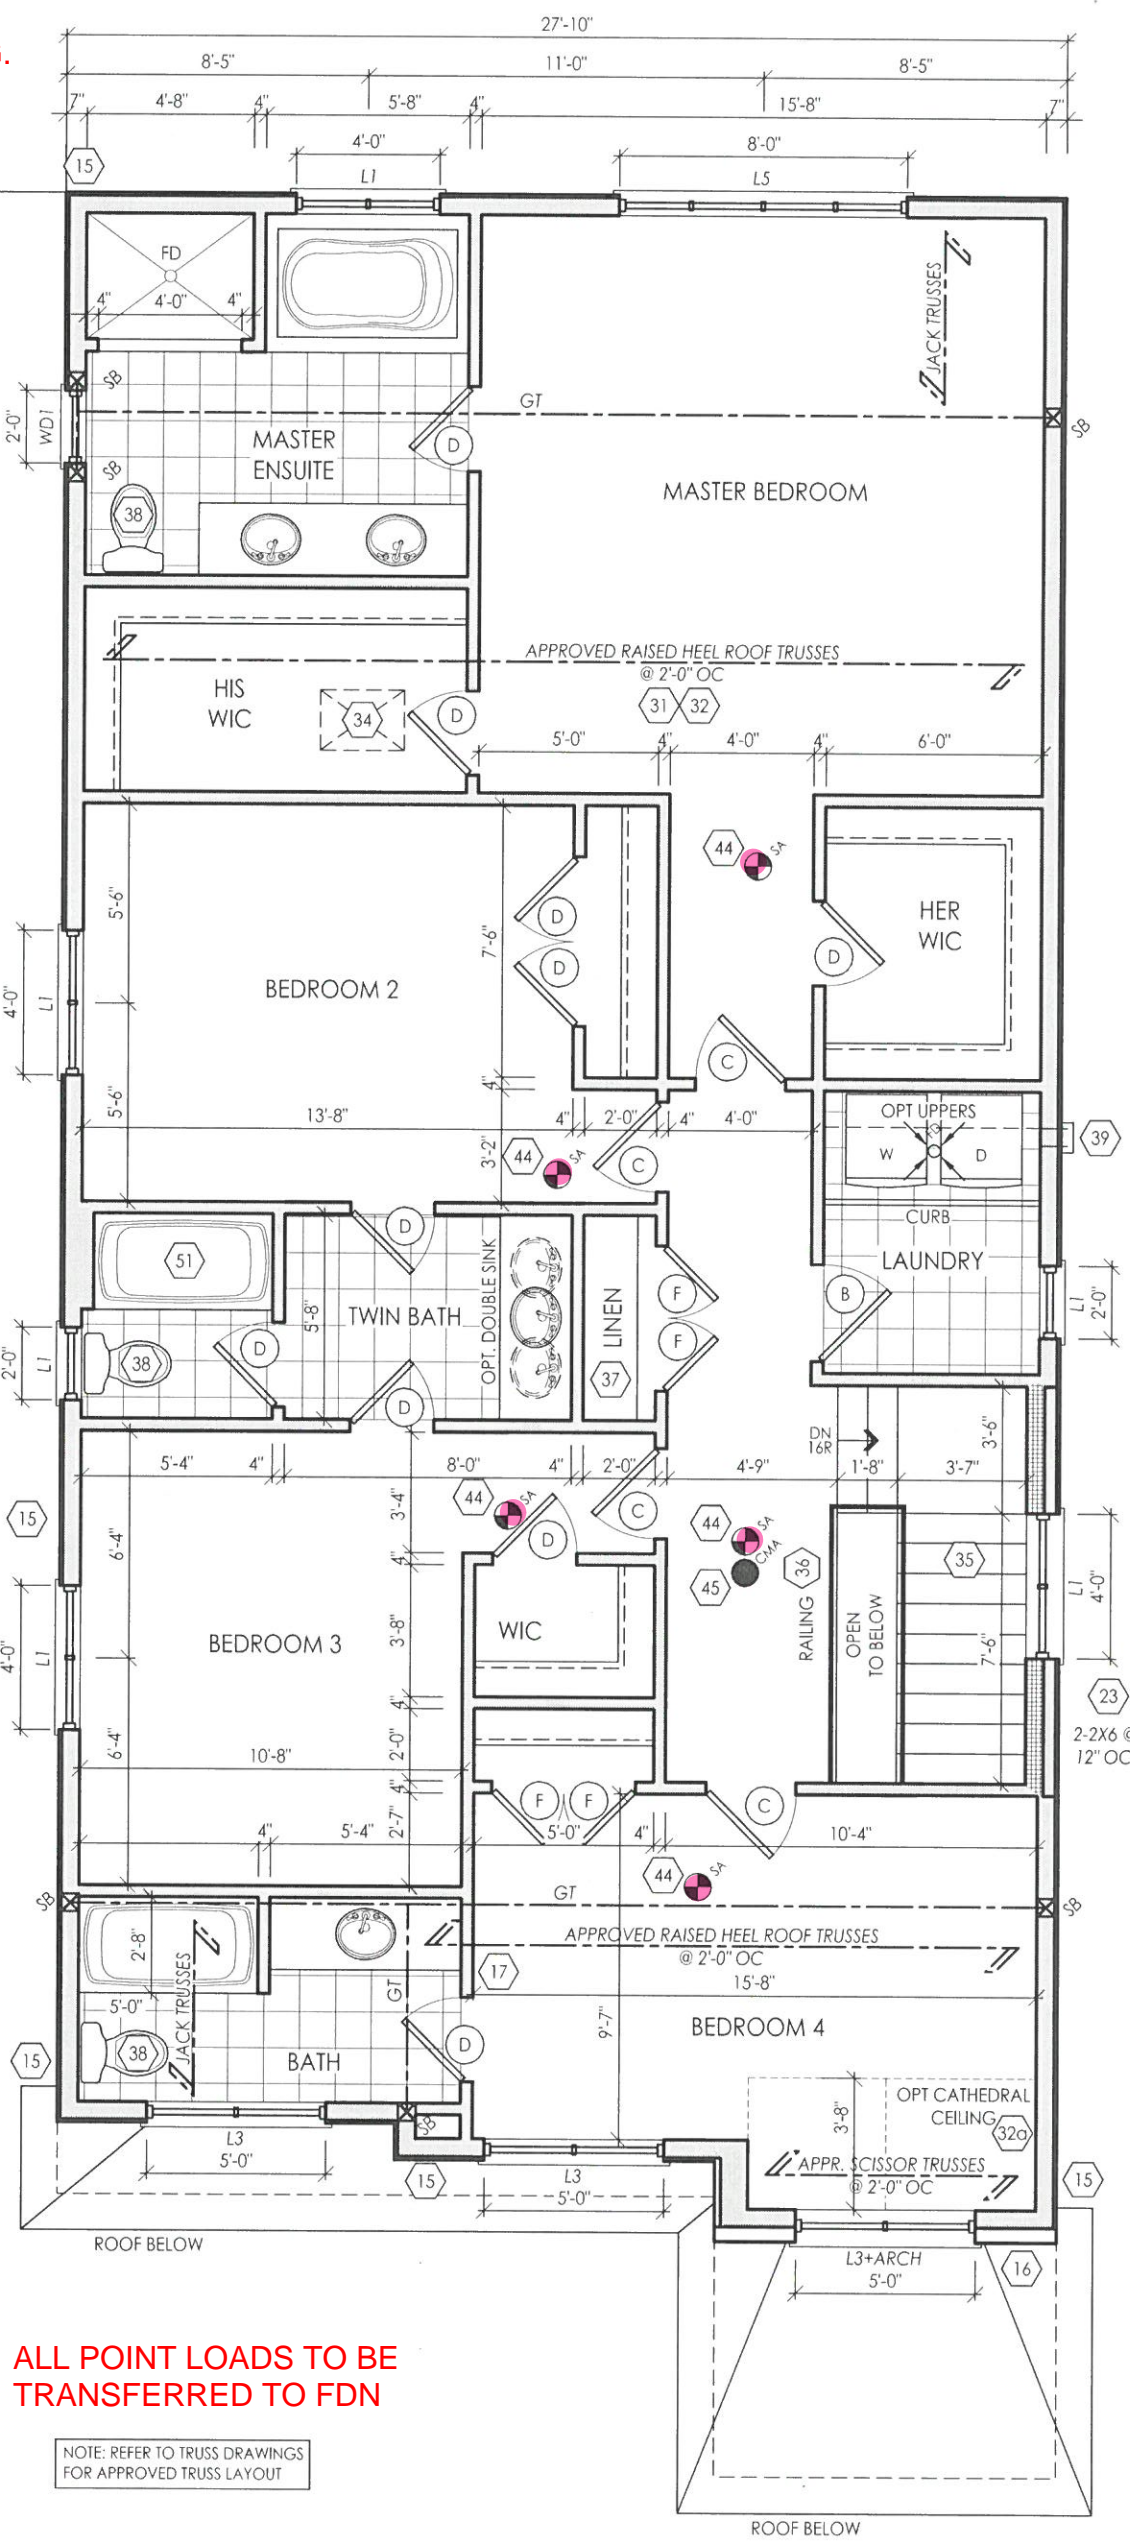 27'-10"
8'-5" 11'-0" 8'-5"
7" 4'-8" 4" 5'-8" 4" 15'-8" 7"
4'-0" 8'-0"
15
L1 L5
FD
4" 4'-0" 4"
JACK TRUSSES
SB
GT
2'-0" WD1
MASTER
ENSUITE
D
SB
SB
38
MASTER BEDROOM
APPROVED RAISED HEEL ROOF TRUSSES
@ 2'-0" OC
31 32
HIS
WIC
34
D
5'-0" 4" 4'-0" 4" 6'-0"
44 SA
5'-6"
7'-6"
D
D
HER
WIC
D
BEDROOM 2
4'-0" L1
C
5'-6"
4"
13'-8" 4" 2'-0" 4" 4'-0"
3'-2"
44 SA
C
OPT UPPERS
W FD D
39
CURB
LAUNDRY
B
L1
2'-0"
51
D
5'-8"
TWIN BATH
OPT. DOUBLE SINK
LINEN
37
F
F
2'-0" L1
38
D
D
DN
16R
3'-6"
5'-4" 4" 8'-0" 4" 2'-0" 4'-9" 1'-8" 3'-7"
15
44 SA
3'-4"
D
C
44 SA
CMA
45
36
RAILING
OPEN
TO BELOW
35
L1
4'-0"
6'-4"
4"
WIC
3'-8"
BEDROOM 3
4'-0" L1
7'-6"
23
2-2X6 @
12" OC
4"
2'-0"
6'-4"
10'-8"
4"
F F
C
2'-7"
4" 5'-4" 5'-0" 4" 10'-4"
44 SA
SB GT SB
APPROVED RAISED HEEL ROOF TRUSSES
@ 2'-0" OC
2'-8"
JACK TRUSSES
GT
17
15'-8"
5'-0"
9'-7"
BEDROOM 4
15
38
BATH
D
OPT CATHEDRAL
CEILING
32a
3'-8"
SB
L3
5'-0"
15
L3
5'-0"
APPR. SCISSOR TRUSSES
@ 2'-0" OC
15
ROOF BELOW
L3+ARCH
5'-0"
16
ALL POINT LOADS TO BE
TRANSFERRED TO FDN
NOTE: REFER TO TRUSS DRAWINGS
FOR APPROVED TRUSS LAYOUT
ROOF BELOW